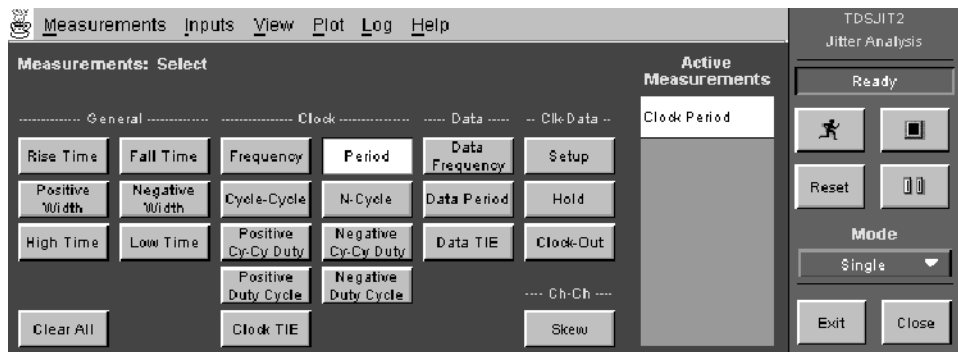 Measurements Inputs View Plot Log Help
Measurements: Select
Active
Measurements
General Clock Data Clk-Data
Clock Period
Rise Time Fall Time Frequency Period Data
Frequency Setup
Positive
Width Negative
Width Cycle-Cycle N-Cycle Data Period Hold
High Time Low Time Positive
Cy-Cy Duty Negative
Cy-Cy Duty Data TIE Clock-Out
Positive
Duty Cycle Negative
Duty Cycle Ch-Ch
Clear All Clock TIE Skew
TDSJIT2
Jitter Analysis
Ready
Reset
Mode
Single
Exit Close